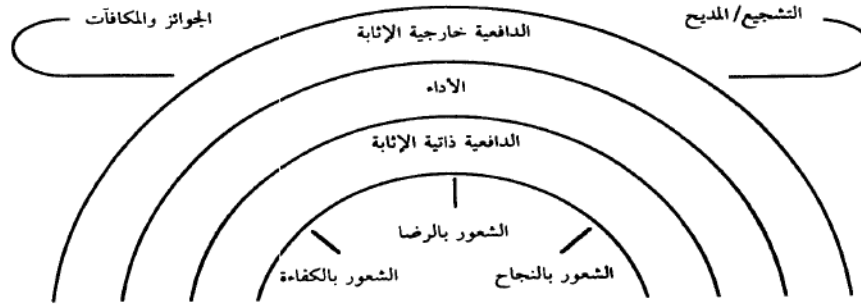 التشجيع/المديح
الجوائز والمكافآت
الدافعية خارجية الإثابة
الأداء
الدافعية ذاتية الإثابة
الشعور بالرضا
الشعور بالنجاح
الشعور بالكفاءة